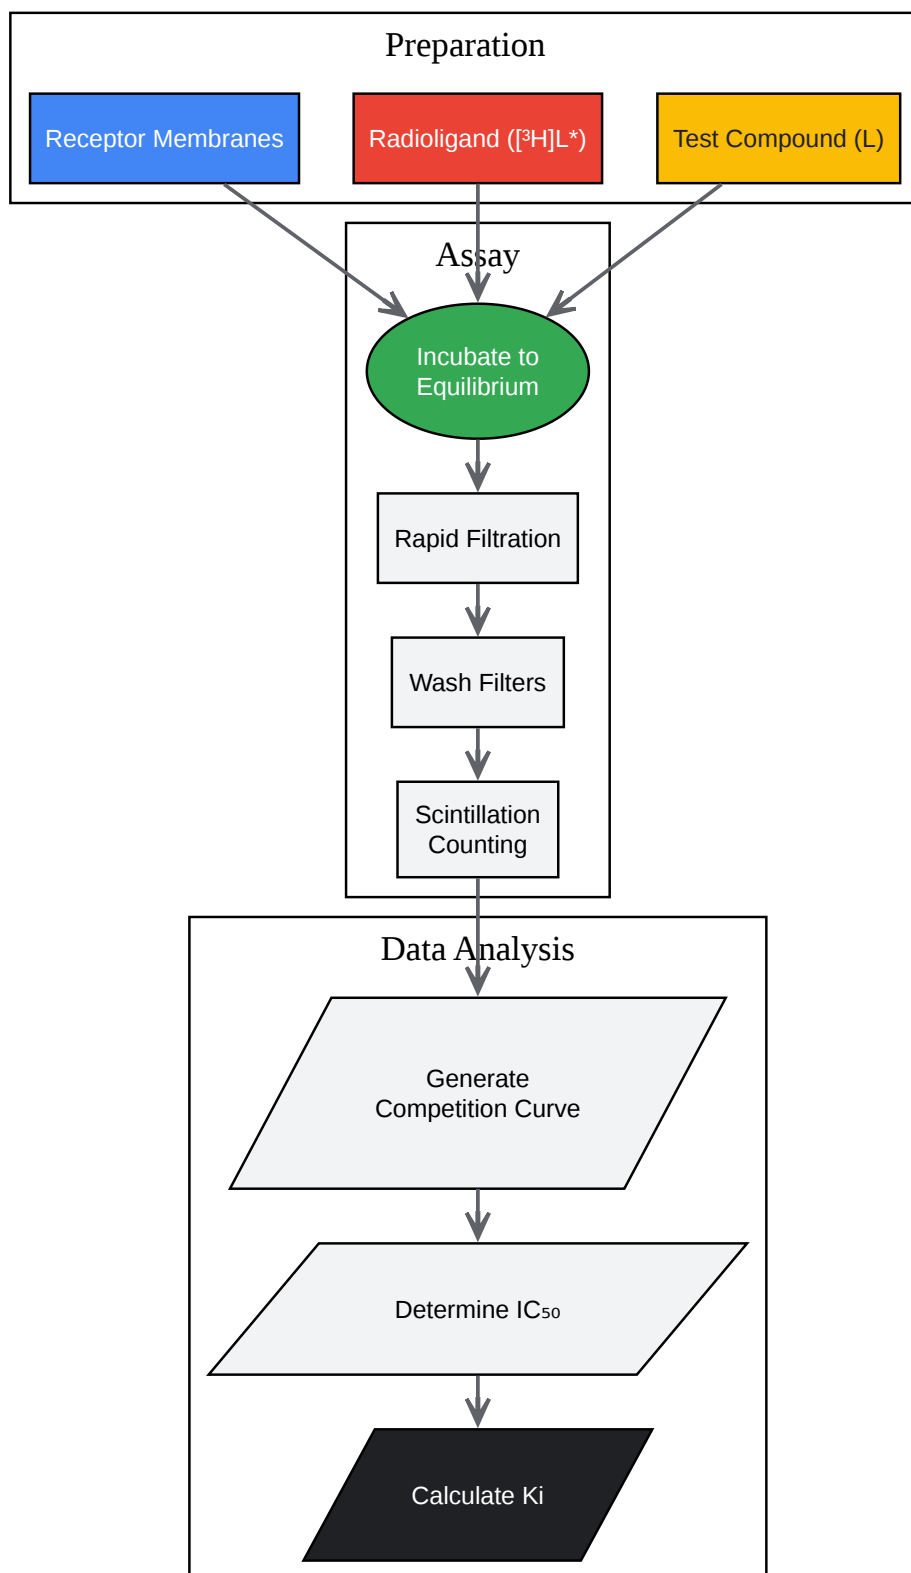 Preparation
Receptor Membranes
Radioligand ([³H]L*)
Test Compound (L)
Assay
Incubate to
Equilibrium
Rapid Filtration
Wash Filters
Scintillation
Counting
Data Analysis
Generate
Competition Curve
Determine IC₅₀
Calculate Ki